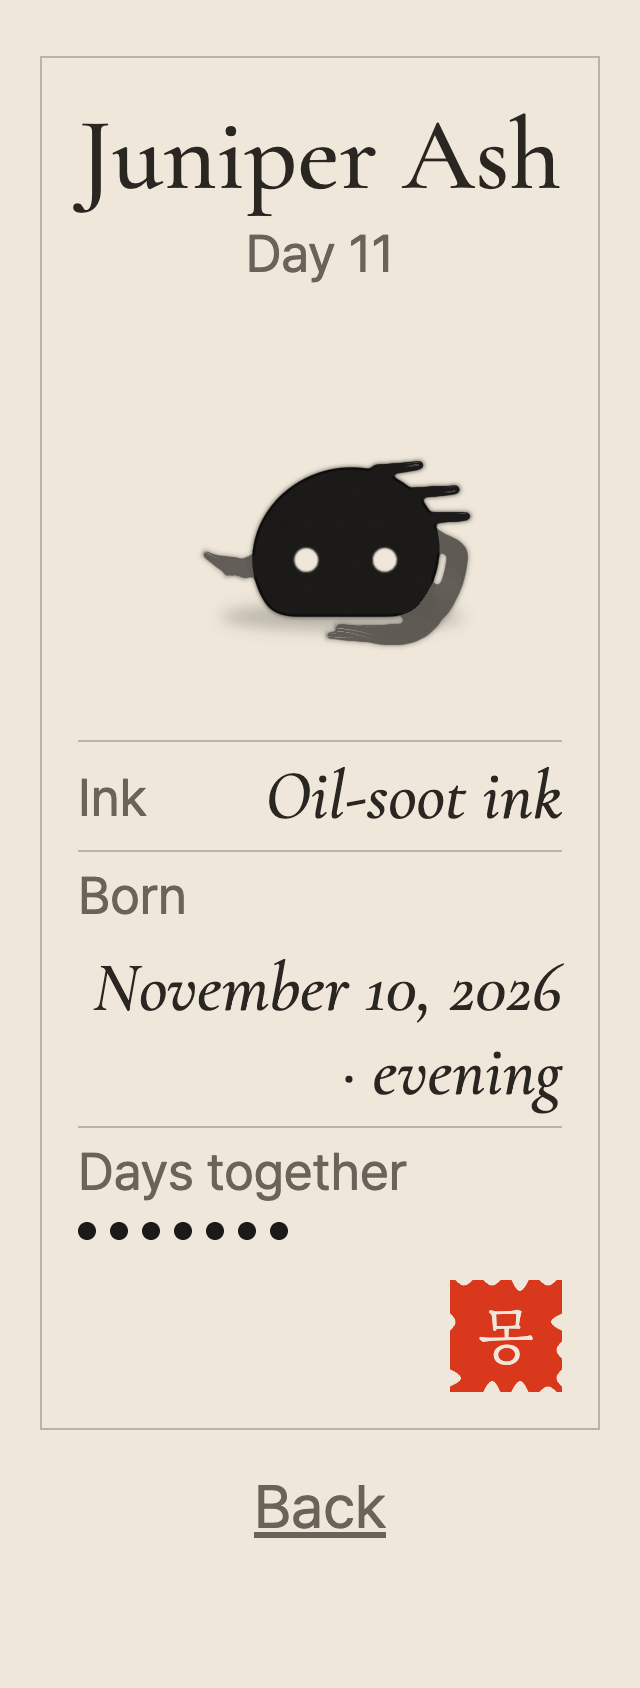 Juniper Ash
Day 11
Ink Oil-soot ink
Born
November 10, 2026
· evening
Days together
몽
Back